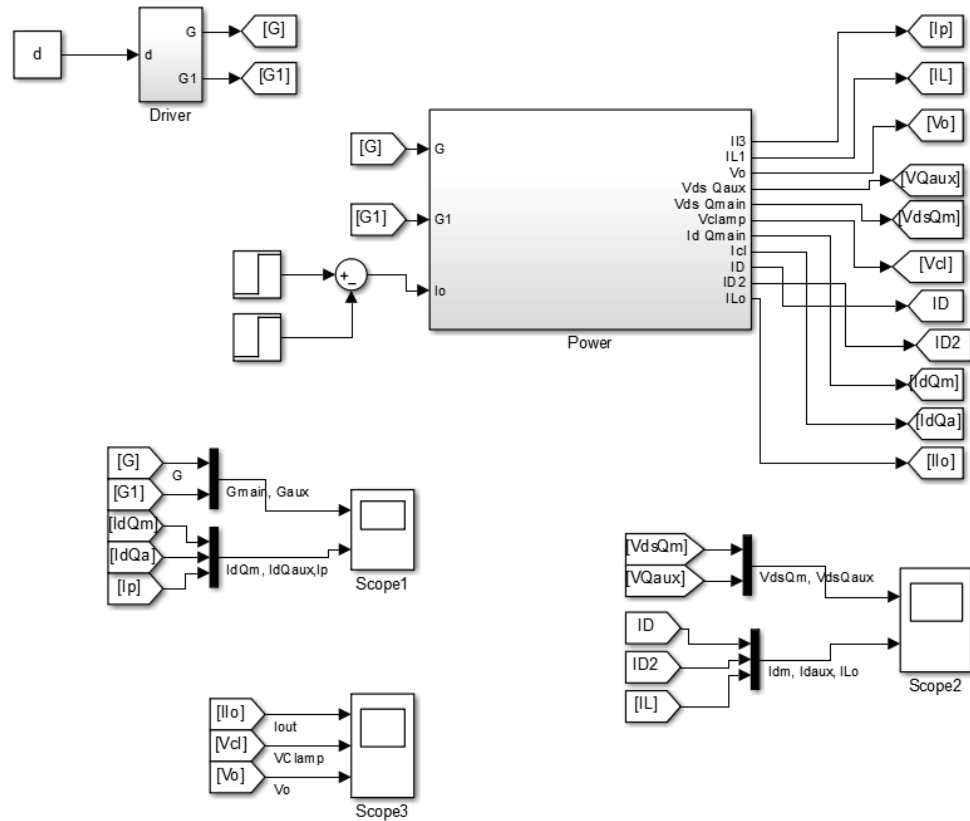 d
d
G
G1
Driver
[G]
[G1]
[G]
[G1]
G
G1
Io
II3
IL1
Vo
Vds Qaux
Vds Qmain
Vclamp
Id Qmain
Icl
ID
ID2
ILo
Power
[Ip]
[IL]
[Vo]
[VQaux]
[VdsQm]
[Vcl]
ID
ID2
[IdQm]
[IdQa]
[Ilo]
[G]
G
[G1]
[IdQm]
[IdQa]
[Ip]
Gmain, Gaux
IdQm, IdQaux,Ip
Scope1
[VdsQm]
[VQaux]
VdsQm, VdsQaux
ID
ID2
[IL]
Idm, Idaux, ILo
Scope2
[Ilo]
Iout
[Vcl]
VClamp
[Vo]
Vo
Scope3